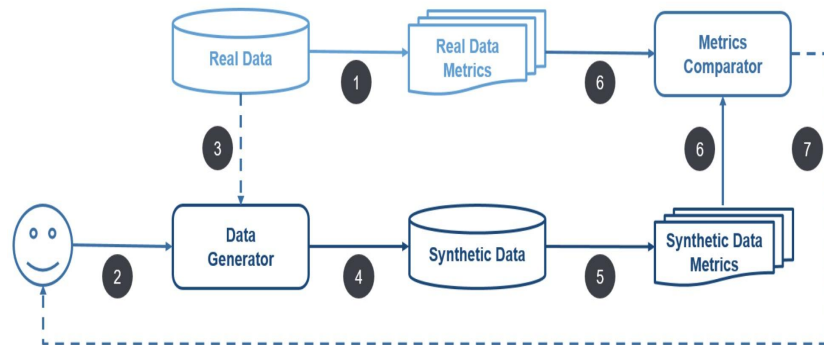 Real Data
1
Real Data
Metrics
6
Metrics
Comparator
3
6
7
2
Data
Generator
4
Synthetic Data
5
Synthetic Data
Metrics